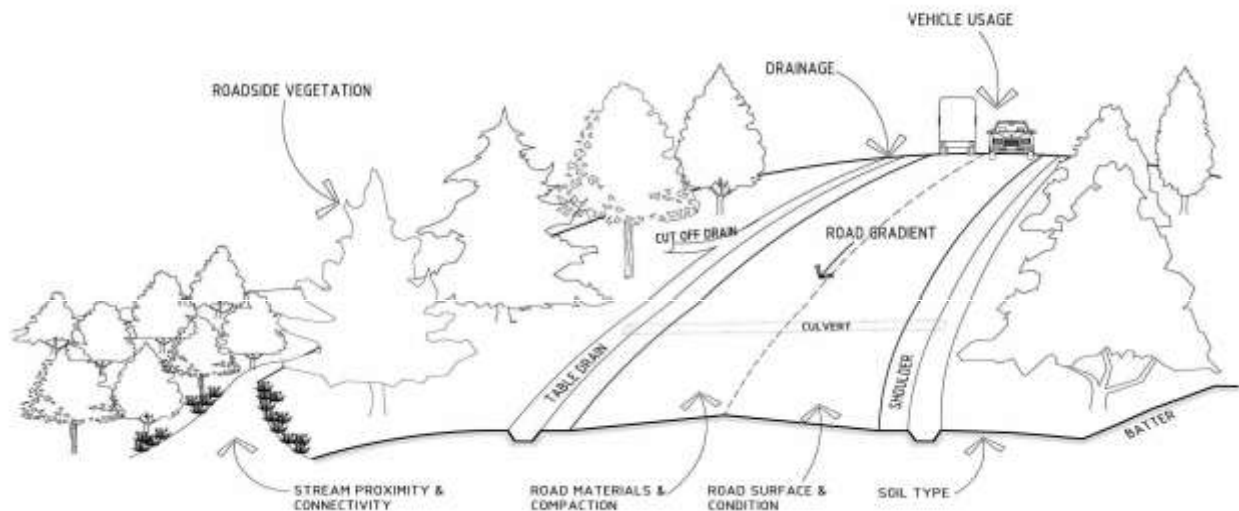 VEHICLE USAGE
DRAINAGE
ROADSIDE VEGETATION
CUT OFF DRAIN
ROAD GRADIENT
CULVERT
TABLE DRAIN
SHOULDER
BATTER
STREAM PROXIMITY &
CONNECTIVITY
ROAD MATERIALS &
COMPACTION
ROAD SURFACE &
CONDITION
SOIL TYPE